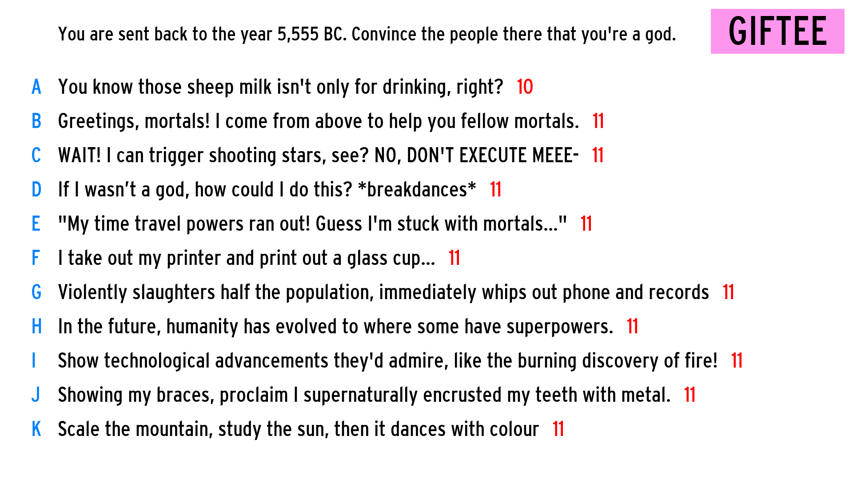 You are sent back to the year 5,555 BC. Convince the people there that you're a god.
GIFTEE
A You know those sheep milk isn't only for drinking, right? 10
B Greetings, mortals! I come from above to help you fellow mortals. 11
C WAIT! I can trigger shooting stars, see? NO, DON'T EXECUTE MEEE- 11
D If I wasn’t a god, how could I do this? *breakdances* 11
E "My time travel powers ran out! Guess I'm stuck with mortals..." 11
F I take out my printer and print out a glass cup... 11
G Violently slaughters half the population, immediately whips out phone and records 11
H In the future, humanity has evolved to where some have superpowers. 11
I Show technological advancements they'd admire, like the burning discovery of fire! 11
J Showing my braces, proclaim I supernaturally encrusted my teeth with metal. 11
K Scale the mountain, study the sun, then it dances with colour 11